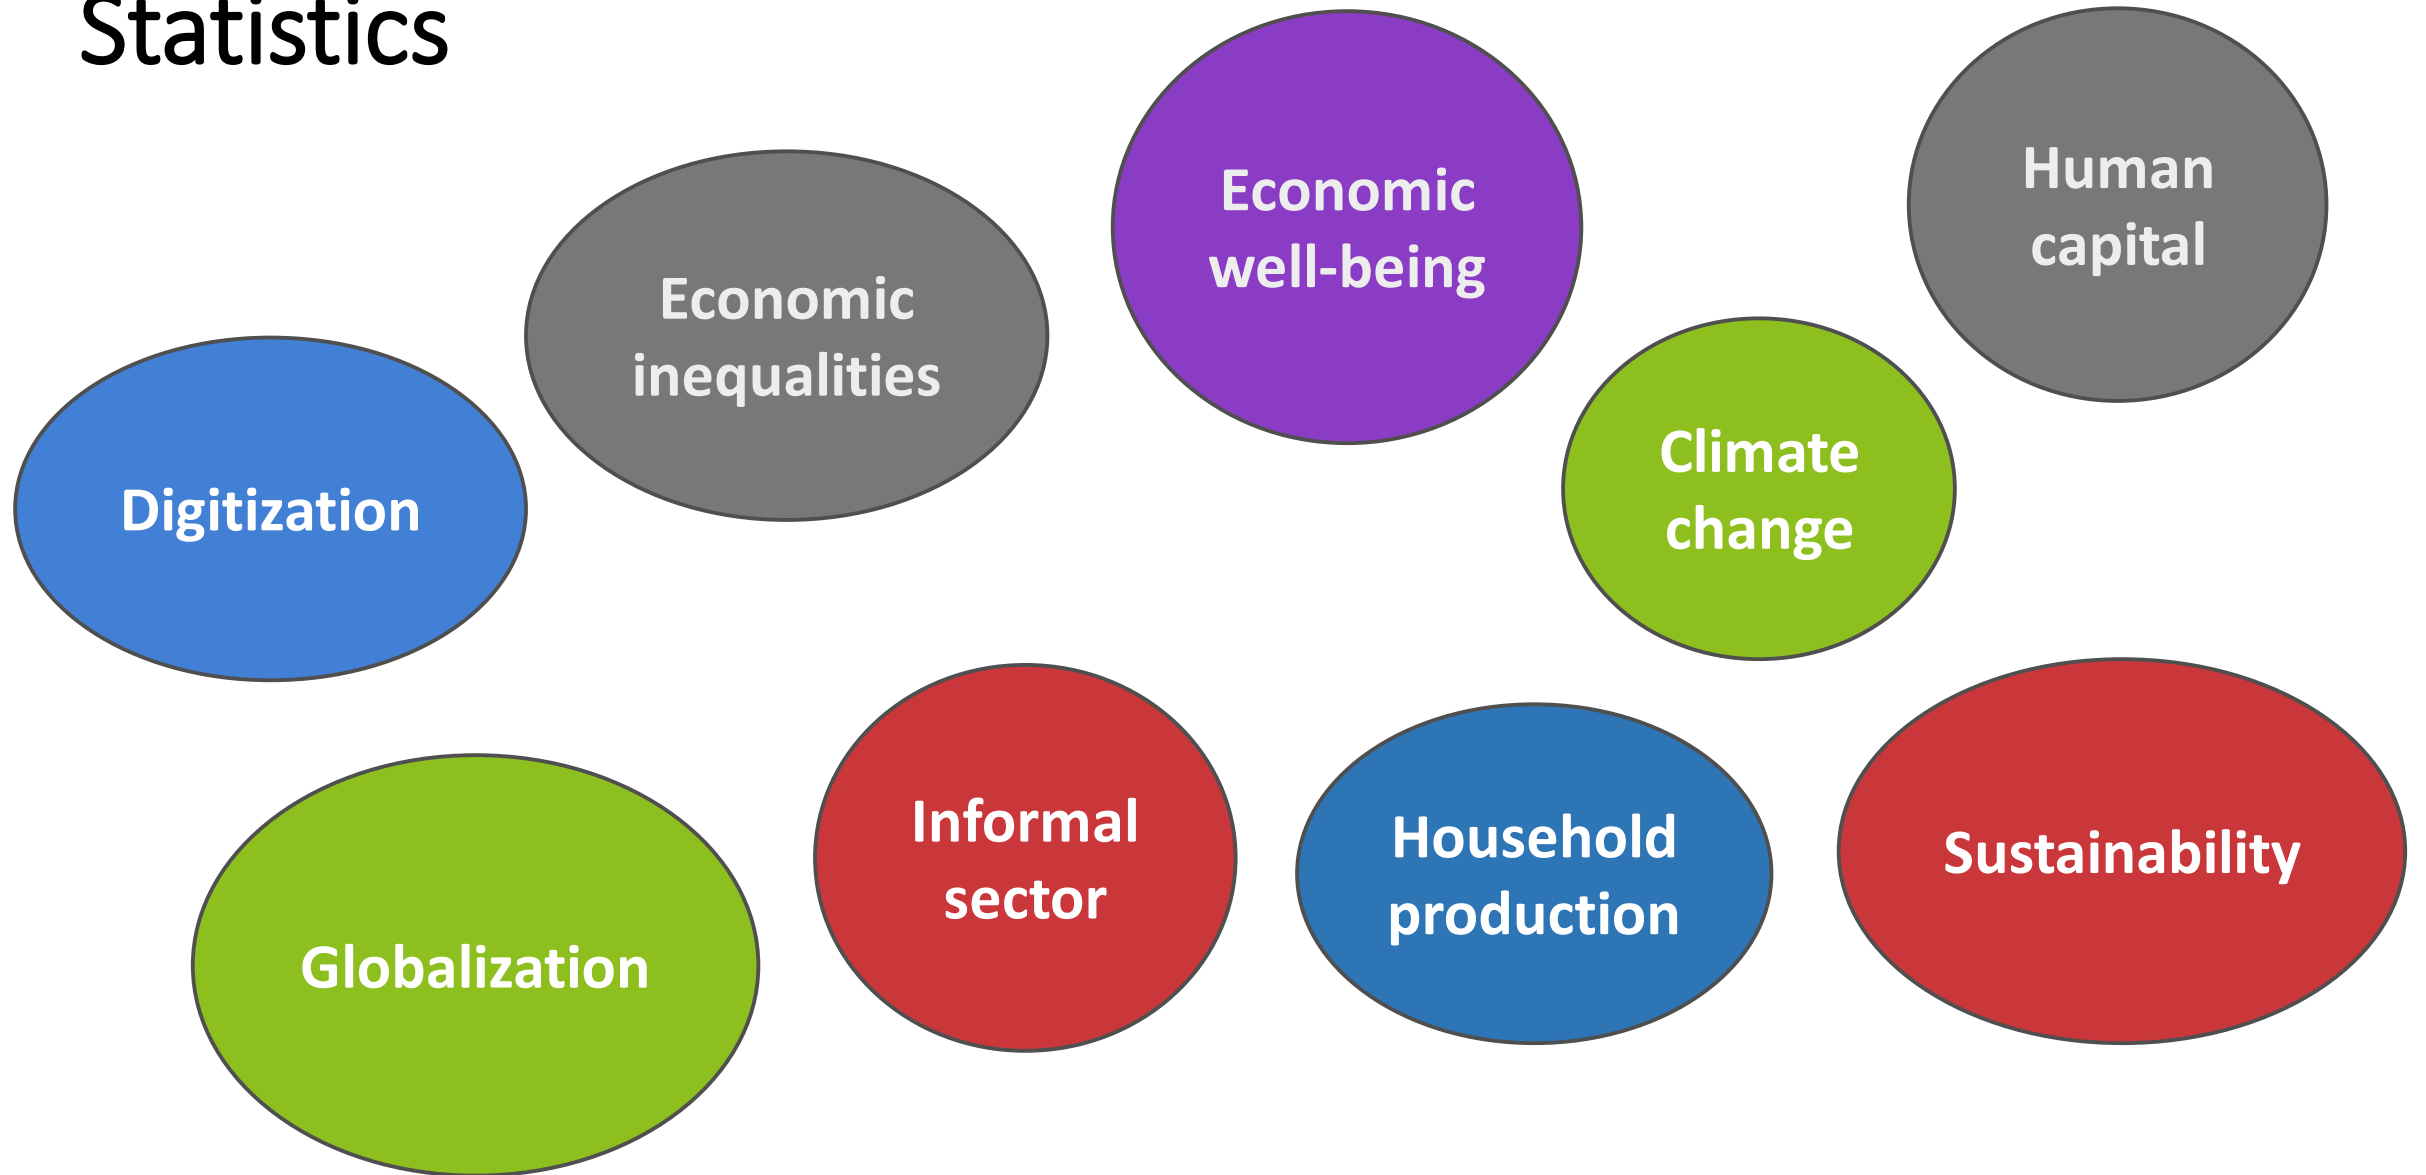 Statistics
Economic
well-being
Human
capital
Economic
inequalities
Climate
change
Digitization
Informal
sector
Household
production
Sustainability
Globalization